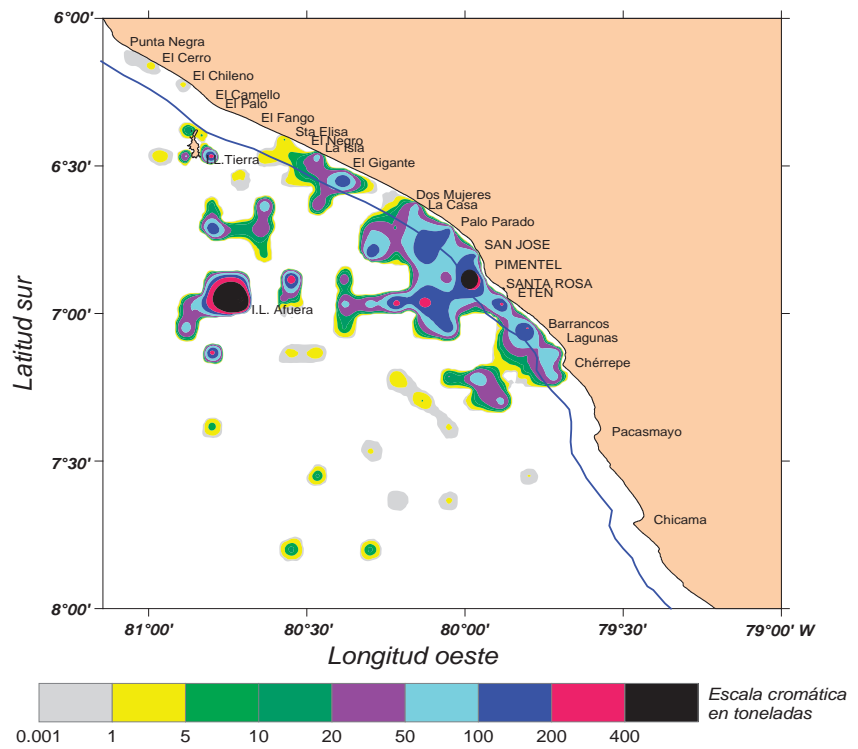 6°00'
Punta Negra
El Cerro
El Chileno
El Camello
El Palo
El Fango
Sta Elisa
El Negro
La Isla
I.L.Tierra
El Gigante
6°30'
Dos Mujeres
La Casa
Palo Parado
SAN JOSE
PIMENTEL
SANTA ROSA
ETEN
I.L. Afuera
7°00'
Barrancos
Lagunas
Chérrepe
Latitud sur
Pacasmayo
7°30'
Chicama
8°00'
81°00' 80°30' 80°00' 79°30' 79°00' W
Longitud oeste
Escala cromática
en toneladas
0.001 1 5 10 20 50 100 200 400